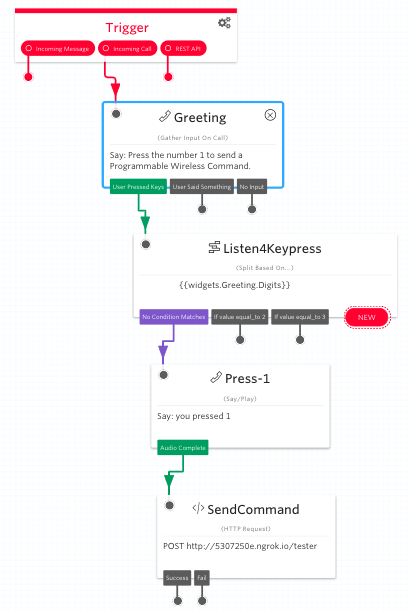 Trigger
Incoming Message Incoming Call REST API
Greeting
(Gather Input On Call)
Say: Press the number 1 to send a
Programmable Wireless Command.
User Pressed Keys User Said Something No Input
Listen4Keypress
(Split Based On...)
{{widgets.Greeting.Digits}}
No Condition Matches If value equal_to 2 If value equal_to 3 NEW
Press-1
(Say/Play)
Say: you pressed 1
Audio Complete
</> SendCommand
(HTTP Request)
POST http://5307250e.ngrok.io/tester
Success Fail